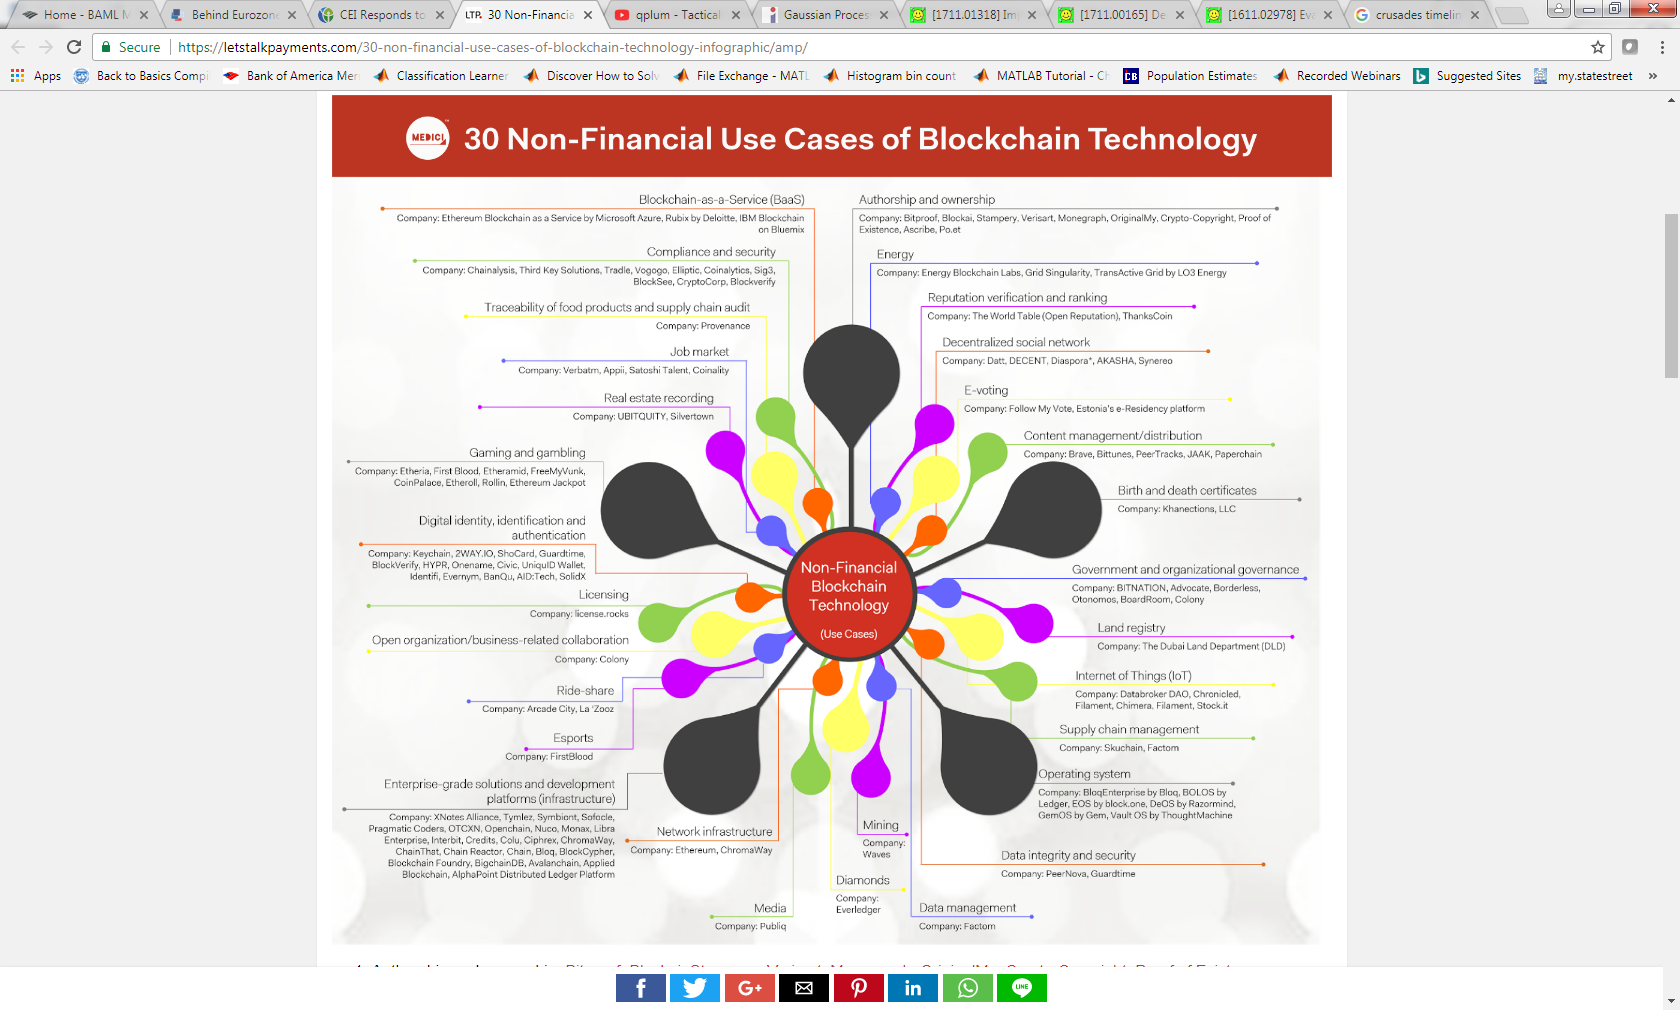 Home - BAML M
Behind Eurozon
CEI Responds to
LTP. 30 Non-Financia
qplum - Tactical
Gaussian Process
[1711.01318] Im
[1711.00165] De
[1611.02978] Ev
crusades timelin
Secure https://letstalkpayments.com/30-non-financial-use-cases-of-blockchain-technology-infographic/amp/
Apps Back to Basics Compi Bank of America Mer Classification Learner Discover How to Solv File Exchange - MATL Histogram bin count MATLAB Tutorial - Ch Population Estimates Recorded Webinars Suggested Sites my.statestreet »
MEDICI 30 Non-Financial Use Cases of Blockchain Technology
Blockchain-as-a-Service (BaaS)
Company: Ethereum Blockchain as a Service by Microsoft Azure, Rubix by Deloitte, IBM Blockchain
on Bluemix
Compliance and security
Company: Chainalysis, Third Key Solutions, Tradle, Vogogo, Elliptic, Coinalytics, Sig3,
BlockSee, CryptoCorp, Blockverify
Traceability of food products and supply chain audit
Company: Provenance
Job market
Company: Verbatm, Appii, Satoshi Talent, Coinality
Real estate recording
Company: UBITQUITY, Silvertown
Gaming and gambling
Company: Etheria, First Blood, Etheramid, FreeMyVunk,
CoinPalace, Etheroll, Rollin, Ethereum Jackpot
Digital identity, identification and
authentication
Company: Keychain, 2WAY.IO, ShoCard, Guardtime,
BlockVerify, HYPR, Onename, Civic, UniquID Wallet,
Identifi, Evernym, BanQu, AID:Tech, SolidX
Licensing
Company: license.rocks
Open organization/business-related collaboration
Company: Colony
Ride-share
Company: Arcade City, La 'Zooz
Esports
Company: FirstBlood
Enterprise-grade solutions and development
platforms (infrastructure)
Company: XNotes Alliance, Tymlez, Symbiont, Sofocle,
Pragmatic Coders, OTCXN, Openchain, Nuco, Monax, Libra
Enterprise, Interbit, Credits, Colu, Ciphrex, ChromaWay,
ChainThat, Chain Reactor, Chain, Bloq, BlockCypher,
Blockchain Foundry, BigchainDB, Avalanchain, Applied
Blockchain, AlphaPoint Distributed Ledger Platform
Network infrastructure
Company: Ethereum, ChromaWay
Media
Company: Publiq
Non-Financial
Blockchain
Technology
(Use Cases)
Authorship and ownership
Company: Bitproof, Blockai, Stampery, Verisart, Monegraph, OriginalMy, Crypto-Copyright, Proof of
Existence, Ascribe, Po.et
Energy
Company: Energy Blockchain Labs, Grid Singularity, TransActive Grid by LO3 Energy
Reputation verification and ranking
Company: The World Table (Open Reputation), ThanksCoin
Decentralized social network
Company: Datt, DECENT, Diaspora*, AKASHA, Synereo
E-voting
Company: Follow My Vote, Estonia's e-Residency platform
Content management/distribution
Company: Brave, Bittunes, PeerTracks, JAAK, Paperchain
Birth and death certificates
Company: Khanections, LLC
Government and organizational governance
Company: BITNATION, Advocate, Borderless,
Otonomos, BoardRoom, Colony
Land registry
Company: The Dubai Land Department (DLD)
Internet of Things (IoT)
Company: Databroker DAO, Chronicled,
Filament, Chimera, Filament, Stock.it
Supply chain management
Company: Skuchain, Factom
Operating system
Company: BloqEnterprise by Bloq, BOLOS by
Ledger, EOS by block.one, DeOS by Razormind,
GemOS by Gem, Vault OS by ThoughtMachine
Data integrity and security
Company: PeerNova, Guardtime
Mining
Company:
Waves
Diamonds
Company:
Everledger
Data management
Company: Factom
f
G+
in
LINE